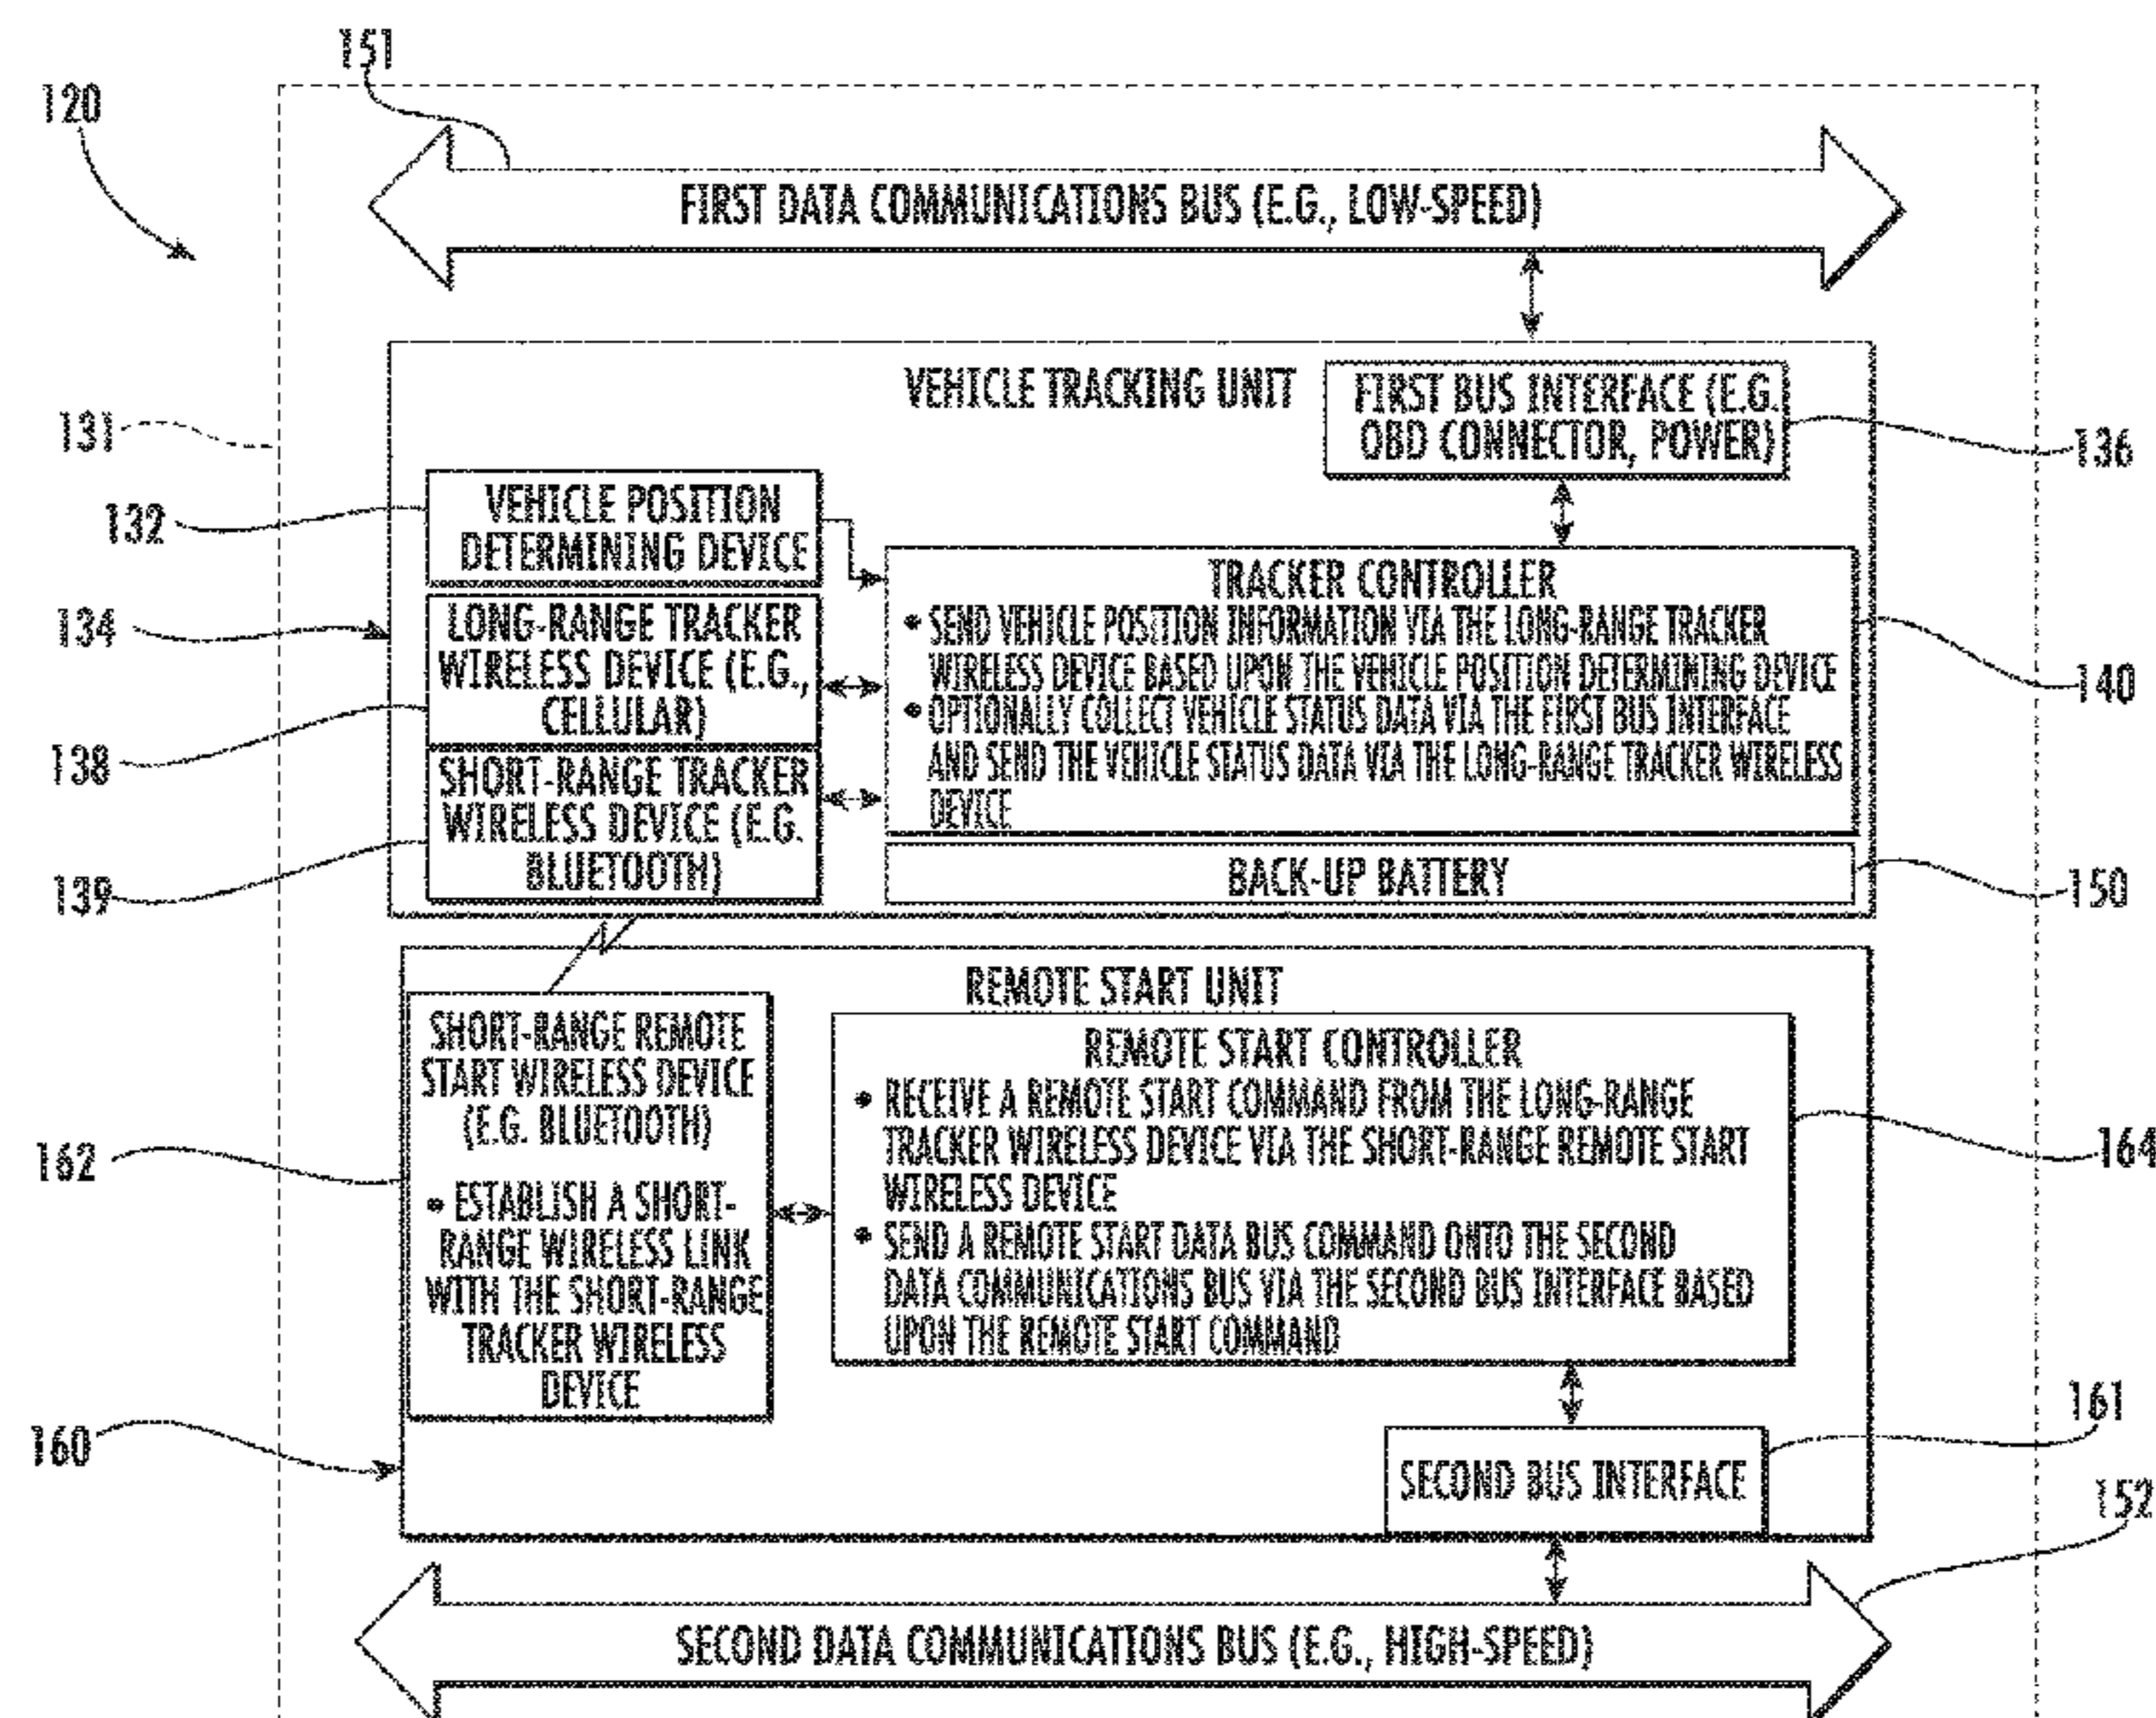 151
120
FIRST DATA COMMUNICATIONS BUS (E.G., LOW-SPEED)
VEHICLE TRACKING UNIT
FIRST BUS INTERFACE (E.G.
OBD CONNECTOR, POWER)
131
136
132
VEHICLE POSITION
DETERMINING DEVICE
134
LONG-RANGE TRACKER
WIRELESS DEVICE (E.G.,
CELLULAR)
138
SHORT-RANGE TRACKER
WIRELESS DEVICE (E.G.
BLUETOOTH)
139
TRACKER CONTROLLER
• SEND VEHICLE POSITION INFORMATION VIA THE LONG-RANGE TRACKER
WIRELESS DEVICE BASED UPON THE VEHICLE POSITION DETERMINING DEVICE
• OPTIONALLY COLLECT VEHICLE STATUS DATA VIA THE FIRST BUS INTERFACE
AND SEND THE VEHICLE STATUS DATA VIA THE LONG-RANGE TRACKER WIRELESS
DEVICE
140
BACK-UP BATTERY
150
REMOTE START UNIT
SHORT-RANGE REMOTE
START WIRELESS DEVICE
(E.G. BLUETOOTH)
• ESTABLISH A SHORT-
RANGE WIRELESS LINK
WITH THE SHORT-RANGE
TRACKER WIRELESS
DEVICE
162
160
REMOTE START CONTROLLER
• RECEIVE A REMOTE START COMMAND FROM THE LONG-RANGE
TRACKER WIRELESS DEVICE VIA THE SHORT-RANGE REMOTE START
WIRELESS DEVICE
• SEND A REMOTE START DATA BUS COMMAND ONTO THE SECOND
DATA COMMUNICATIONS BUS VIA THE SECOND BUS INTERFACE BASED
UPON THE REMOTE START COMMAND
164
161
SECOND BUS INTERFACE
152
SECOND DATA COMMUNICATIONS BUS (E.G., HIGH-SPEED)